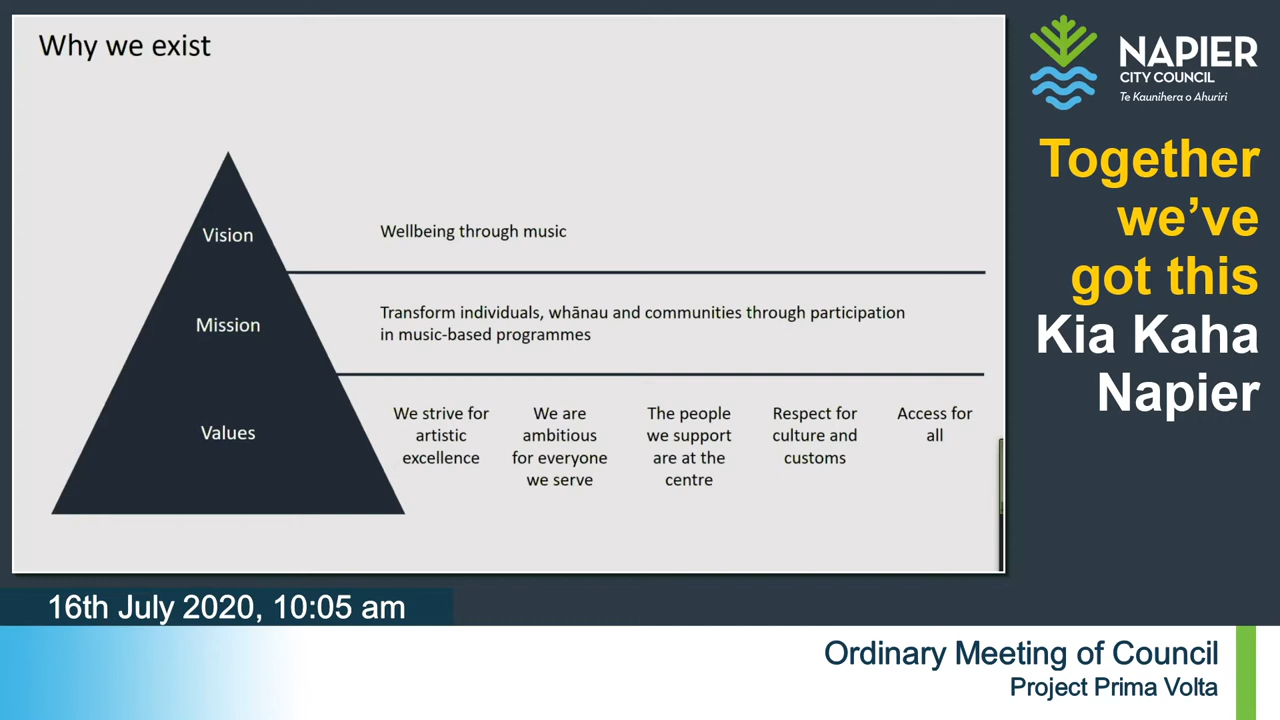 Why we exist
Vision
Wellbeing through music
Mission
Transform individuals, whānau and communities through participation
in music-based programmes
Values
We strive for
artistic
excellence
We are
ambitious
for everyone
we serve
The people
we support
are at the
centre
Respect for
culture and
customs
Access for
all
NAPIER
CITY COUNCIL
Te Kaunihera o Ahuriri
Together
we’ve
got this
Kia Kaha
Napier
16th July 2020, 10:05 am
Ordinary Meeting of Council
Project Prima Volta